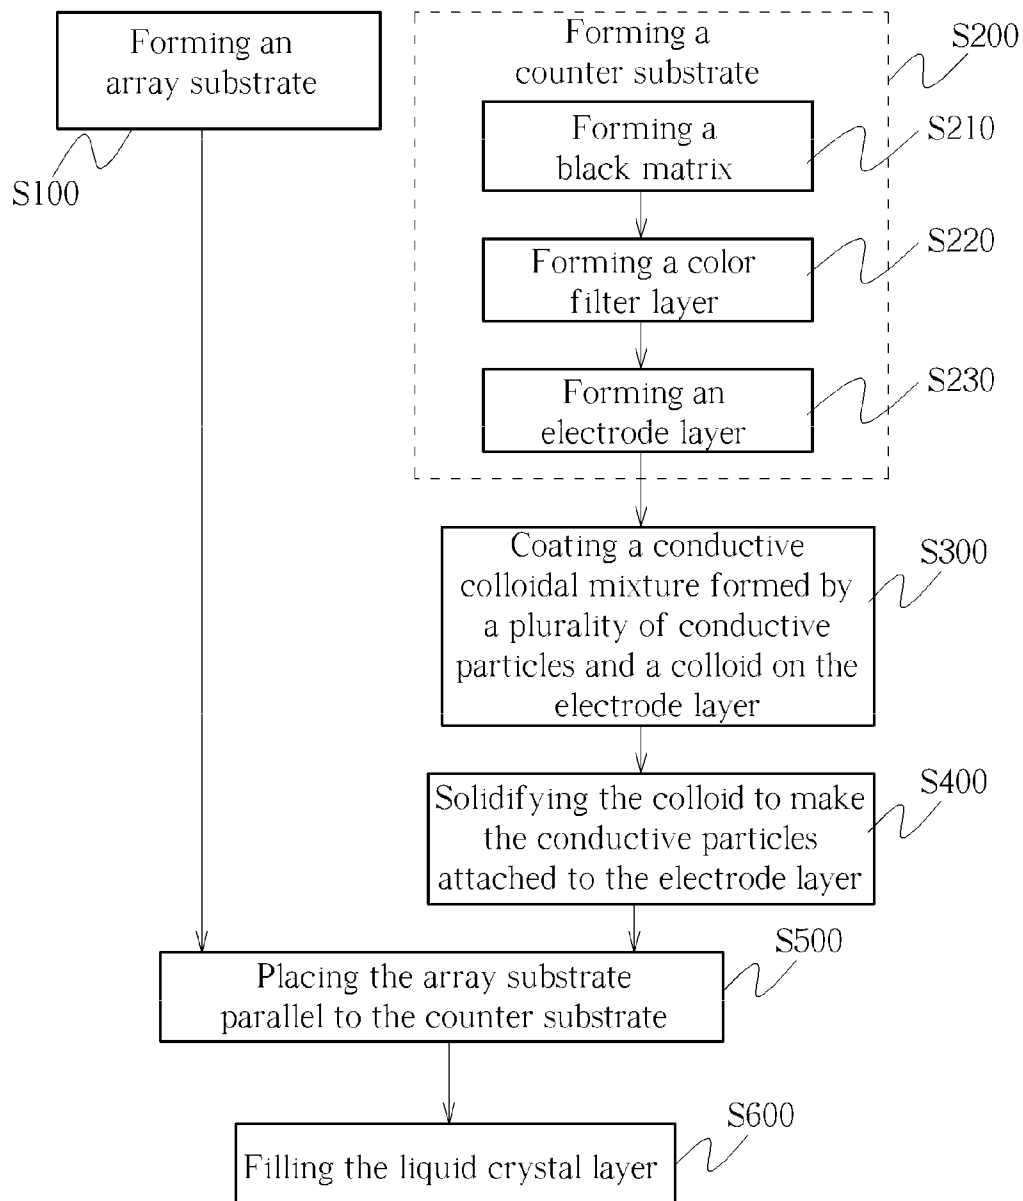 Forming an
array substrate
S100
Forming a
counter substrate
S200
Forming a
black matrix
S210
Forming a color
filter layer
S220
Forming an
electrode layer
S230
Coating a conductive
colloidal mixture formed by
a plurality of conductive
particles and a colloid on the
electrode layer
S300
Solidifying the colloid to make
the conductive particles
attached to the electrode layer
S400
Placing the array substrate
parallel to the counter substrate
S500
Filling the liquid crystal layer
S600